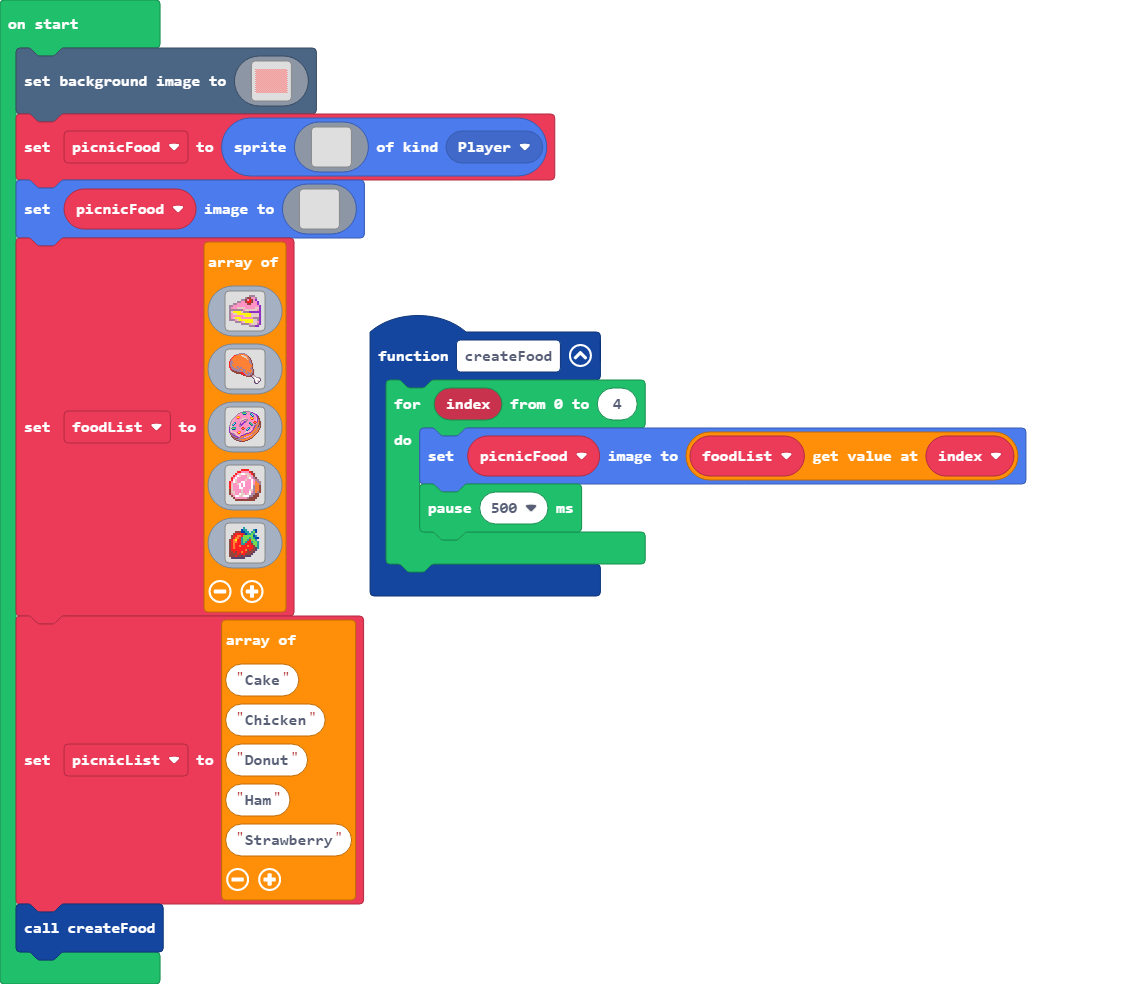 on start
set background image to
set picnicFood to sprite of kind Player
set picnicFood image to
set foodList to array of
set picnicList to array of
"Cake"
"Chicken"
"Donut"
"Ham"
"Strawberry"
call createFood
function createFood
for index from 0 to 4
do
set picnicFood image to foodList get value at index
pause 500 ms